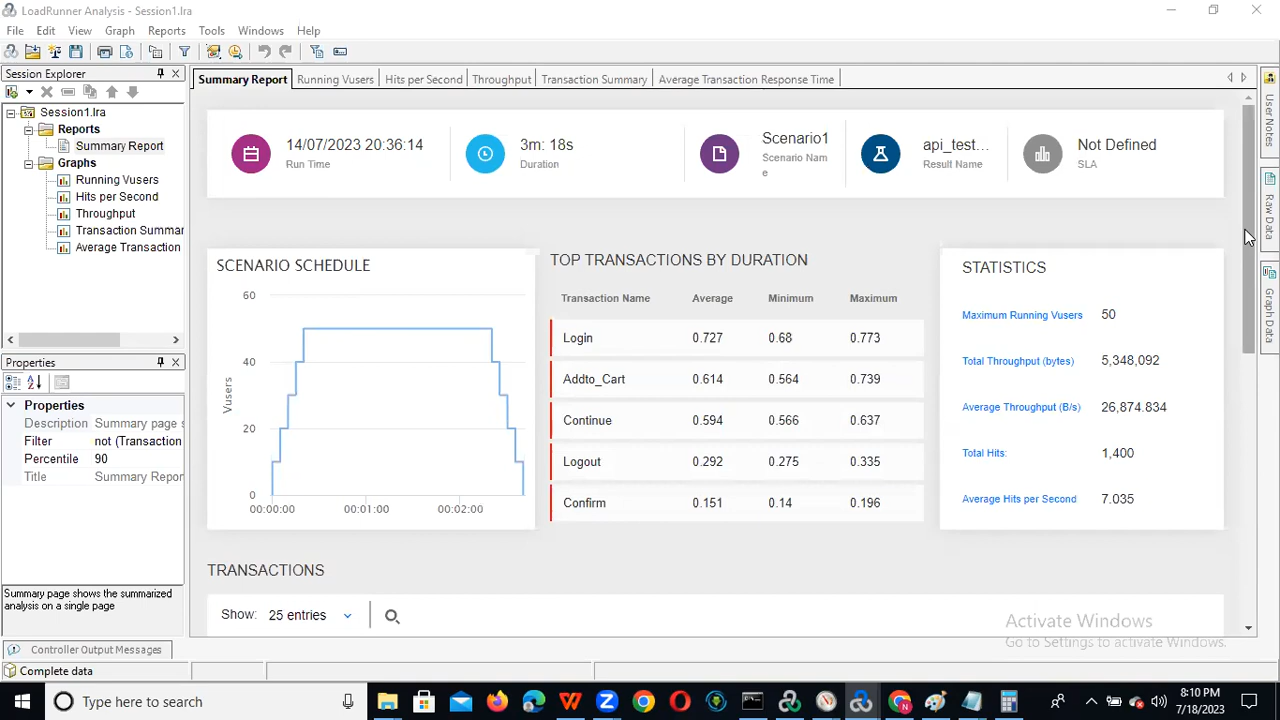 LoadRunner Analysis - Session1.lra
File Edit View Graph Reports Tools Windows Help
Session Explorer
Session1.lra
Reports
Summary Report
Graphs
Running Vusers
Hits per Second
Throughput
Transaction Summar
Average Transaction
Properties
Properties
Description Summary page s
Filter not (Transaction
Percentile 90
Title Summary Repor
Summary page shows the summarized
analysis on a single page
Summary Report Running Vusers Hits per Second Throughput Transaction Summary Average Transaction Response Time
14/07/2023 20:36:14
Run Time
3m: 18s
Duration
Scenario1
Scenario Nam
e
api_test...
Result Name
Not Defined
SLA
SCENARIO SCHEDULE
60
40
20
0
Vusers
00:00:00 00:01:00 00:02:00
TOP TRANSACTIONS BY DURATION
Transaction Name Average Minimum Maximum
Login 0.727 0.68 0.773
Addto_Cart 0.614 0.564 0.739
Continue 0.594 0.566 0.637
Logout 0.292 0.275 0.335
Confirm 0.151 0.14 0.196
STATISTICS
Maximum Running Vusers 50
Total Throughput (bytes) 5,348,092
Average Throughput (B/s) 26,874.834
Total Hits: 1,400
Average Hits per Second 7.035
TRANSACTIONS
Show: 25 entries
User Notes
Raw Data
Graph Data
Activate Windows
Go to Settings to activate Windows.
Controller Output Messages
Complete data
Type here to search
8:10 PM
7/18/2023